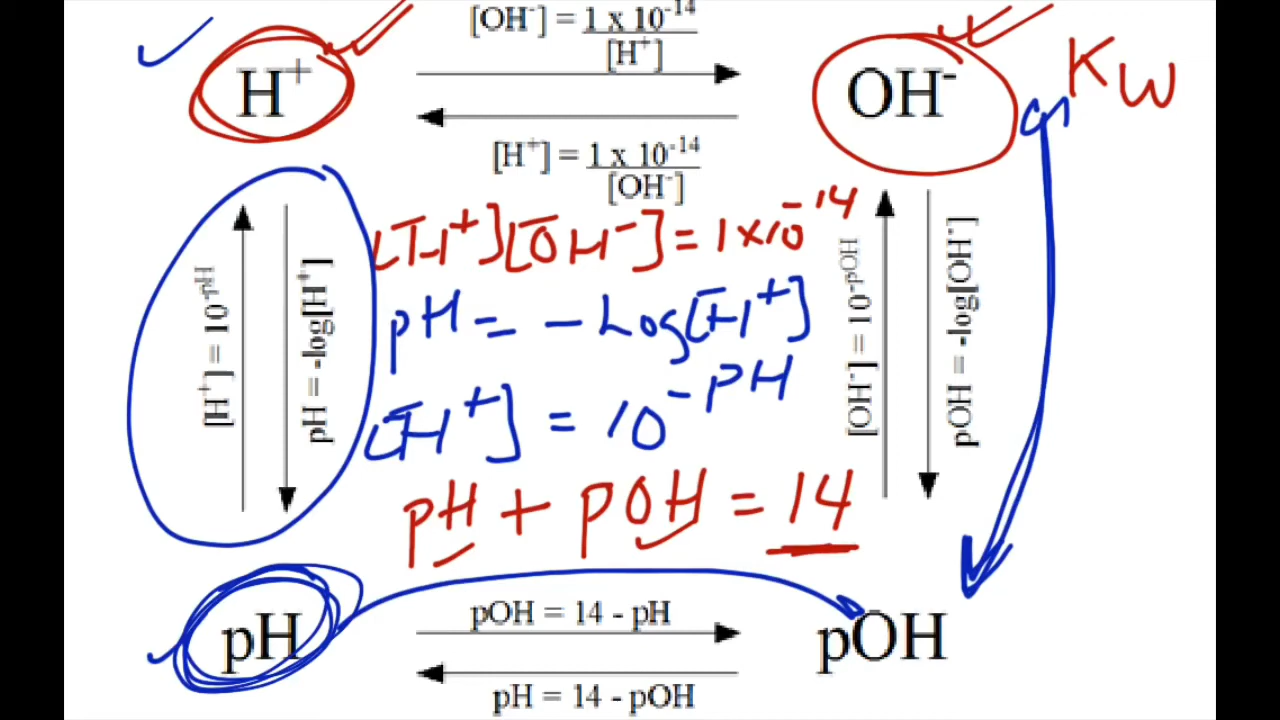 [OH⁻] = 1 x 10⁻¹⁴
[H⁺]
H⁺
OH⁻
Kw
[H⁺] = 1 x 10⁻¹⁴
[OH⁻]
[H⁺][OH⁻] = 1x10⁻¹⁴
pH = - Log[H⁺]
[H⁺] = 10⁻ᵖᴴ
pH + pOH = 14
[H⁺] = 10⁻ᵖᴴ
pH = -log[H⁺]
[OH⁻] = 10⁻ᵖᴼᴴ
pOH = -log[OH⁻]
pH
pOH = 14 - pH
pOH
pH = 14 - pOH